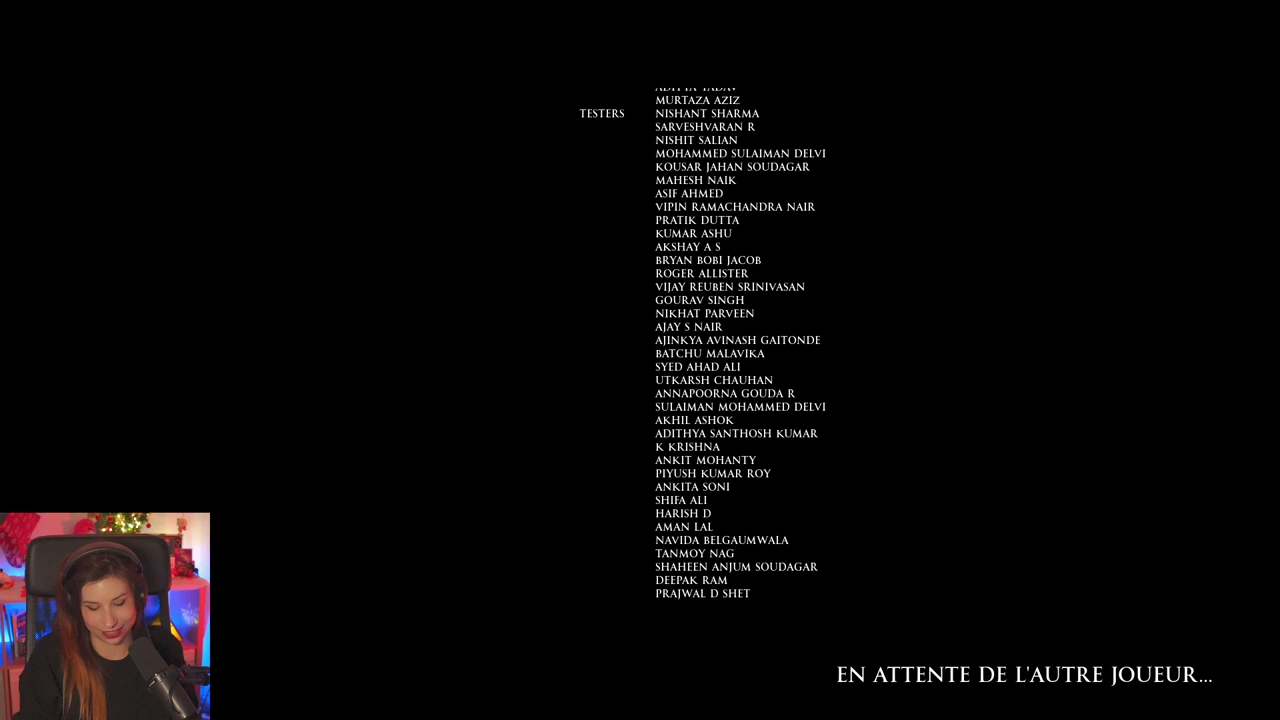 MURTAZA AZIZ
TESTERS NISHANT SHARMA
SARVESHVARAN R
NISHIT SALIAN
MOHAMMED SULAIMAN DELVI
KOUSAR JAHAN SOUDAGAR
MAHESH NAIK
ASIF AHMED
VIPIN RAMACHANDRA NAIR
PRATIK DUTTA
KUMAR ASHU
AKSHAY A S
BRYAN BOBI JACOB
ROGER ALLISTER
VIJAY REUBEN SRINIVASAN
GOURAV SINGH
NIKHAT PARVEEN
AJAY S NAIR
AJINKYA AVINASH GAITONDE
BATCHU MALAVIKA
SYED AHAD ALI
UTKARSH CHAUHAN
ANNAPOORNA GOUDA R
SULAIMAN MOHAMMED DELVI
AKHIL ASHOK
ADITHYA SANTHOSH KUMAR
K KRISHNA
ANKIT MOHANTY
PIYUSH KUMAR ROY
ANKITA SONI
SHIFA ALI
HARISH D
AMAN LAL
NAVIDA BELGAUMWALA
TANMOY NAG
SHAHEEN ANJUM SOUDAGAR
DEEPAK RAM
PRAJWAL D SHET
EN ATTENTE DE L'AUTRE JOUEUR...